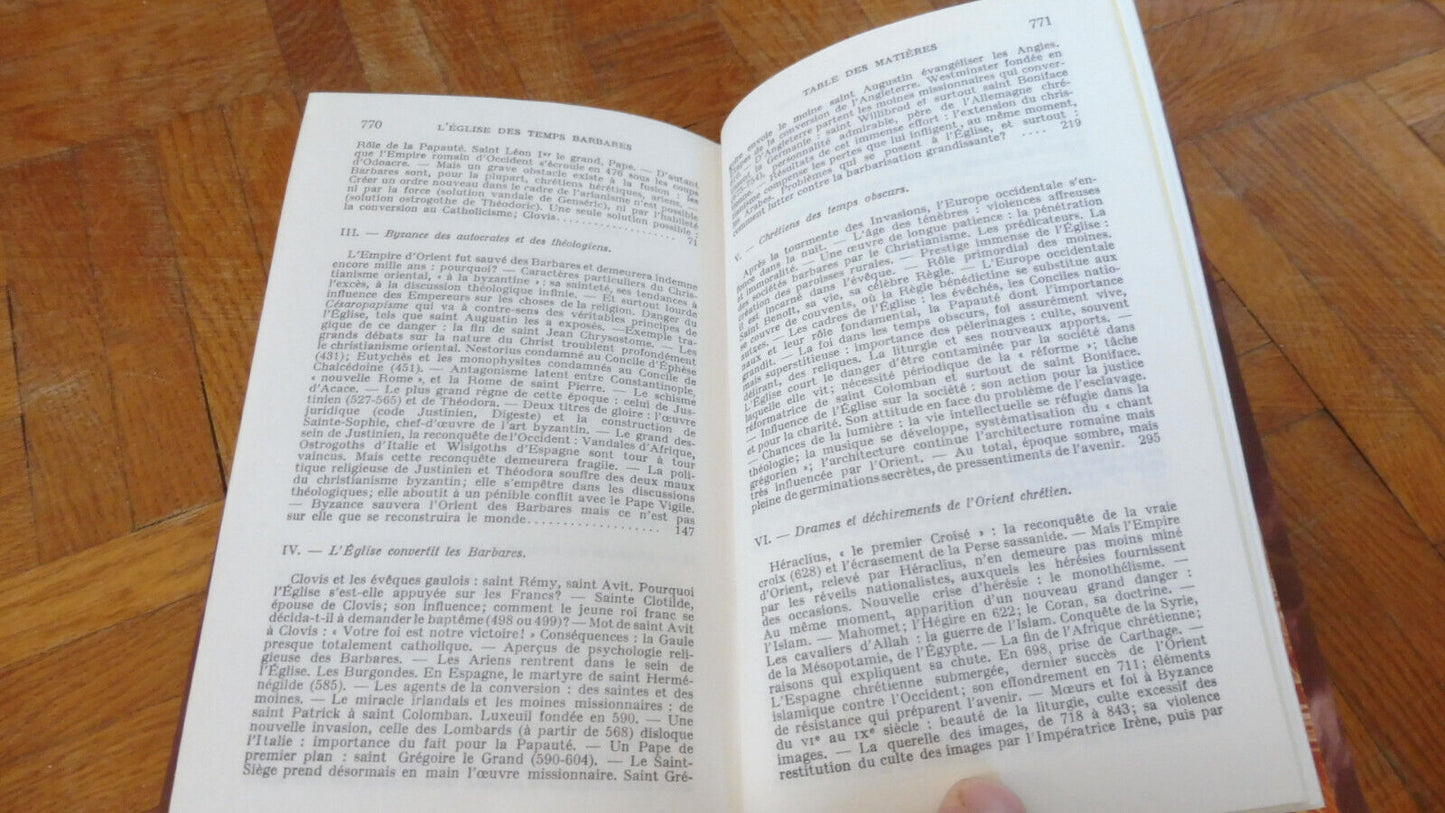 770
L'ÉGLISE DES TEMPS BARBARES
Rôle de la Papauté. Saint Léon Ier le grand, Pape. — D'autant
que l'Empire romain d'Occident s'écroule en 476 sous les coups
d'Odoacre. — Mais un grave obstacle existe à la fusion : les
Barbares sont, pour la plupart, chrétiens hérétiques, ariens. —
Créer un ordre nouveau dans le cadre de l'arianisme n'est possible
ni par la force (solution vandale de Genséric), ni par l'habileté
(solution ostrogothe de Théodoric). Une seule solution possible :
la conversion au Catholicisme; Clovis.................... 71
III. — Byzance des autocrates et des théologiens.
L'Empire d'Orient fut sauvé des Barbares et demeurera indemne
encore mille ans : pourquoi? — Caractères particuliers du Chris-
tianisme oriental, « à la byzantine » : sa sainteté, ses tendances à
l'excès, à la discussion théologique infinie. — Et surtout lourde
influence des Empereurs sur les choses de la religion. Danger du
Césaropapisme qui va à contre-sens des véritables principes de
l'Église, tels que saint Augustin les a exposés. —Exemple tra-
gique de ce danger : la fin de saint Jean Chrysostome. — Les
grands débats sur la nature du Christ troublent profondément
le christianisme oriental. Nestorius condamné au Concile d'Éphèse
(431); Eutychès et les monophysites condamnés au Concile de
Chalcédoine (451). — Antagonisme latent entre Constantinople,
« nouvelle Rome », et la Rome de saint Pierre. — Le schisme
d'Acace. — Le plus grand règne de cette époque : celui de Jus-
tinien (527-565) et de Théodora. — Deux titres de gloire : l'œuvre
juridique (code Justinien, Digeste) et la construction de
Sainte-Sophie, chef-d'œuvre de l'art byzantin. — Le grand des-
sein de Justinien, la reconquête de l'Occident : Vandales d'Afrique,
Ostrogoths d'Italie et Wisigoths d'Espagne sont tour à tour
vaincus. Mais cette reconquête demeurera fragile. — La poli-
tique religieuse de Justinien et Théodora souffre des deux maux
du christianisme byzantin; elle s'empêtre dans les discussions
théologiques; elle aboutit à un pénible conflit avec le Pape Vigile.
— Byzance sauvera l'Orient des Barbares mais ce n'est pas
sur elle que se reconstruira le monde.................... 147
IV. — L'Église convertit les Barbares.
Clovis et les évêques gaulois : saint Rémy, saint Avit. Pourquoi
l'Église s'est-elle appuyée sur les Francs? — Sainte Clotilde,
épouse de Clovis; son influence; comment le jeune roi franc se
décida-t-il à demander le baptême (498 ou 499)? — Mot de saint Avit
à Clovis : « Votre foi est notre victoire! » Conséquences : la Gaule
presque totalement catholique. — Aperçus de psychologie reli-
gieuse des Barbares. — Les Ariens rentrent dans le sein de
l'Église. Les Burgondes. En Espagne, le martyre de saint Hermé-
négilde (585). — Les agents de la conversion : des saintes et des
moines. — Le miracle irlandais et les moines missionnaires : de
saint Patrick à saint Colomban. Luxeuil fondée en 590. — Une
nouvelle invasion, celle des Lombards (à partir de 568) disloque
l'Italie : importance du fait pour la Papauté. — Un Pape de
premier plan : saint Grégoire le Grand (590-604). — Le Saint-
Siège prend désormais en main l'œuvre missionnaire. Saint Gré-
771
TABLE DES MATIÈRES
goire envoie le moine saint Augustin évangéliser les Angles.
Étapes de la conversion de l'Angleterre. Westminster fondée en
D'Angleterre partent les moines missionnaires qui conver-
tiront la Germanie : saint Willibrod et surtout saint Boniface
personnalité admirable, père de l'Allemagne chré-
tienne. Résultats de cet immense effort : l'extension du chris-
tianisme compense les pertes que lui infligent, au même moment,
les Arabes. Problèmes qui se posent à l'Église, et surtout :
comment lutter contre la barbarisation grandissante? .... 219
V. — Chrétiens des temps obscurs.
Après la tourmente des Invasions, l'Europe occidentale s'en-
fonce dans la nuit. — L'âge des ténèbres : violences affreuses
et immoralité. — Une œuvre de longue patience : la pénétration
des sociétés barbares par le Christianisme. Les prédicateurs. La
création des paroisses rurales. — Prestige immense de l'Église :
il est incarné dans l'évêque. — Rôle primordial des moines.
Saint Benoît, sa vie, sa célèbre Règle. — L'Europe occidentale
se couvre de couvents, où la Règle bénédictine se substitue aux
autres. — Les cadres de l'Église : les évêchés, les Conciles natio-
naux et leur rôle fondamental, la Papauté dont l'importance
grandit. — La foi dans les temps obscurs, foi assurément vive,
mais superstitieuse : importance des pèlerinages : culte, souvent
délirant, des reliques. La liturgie et ses nouveaux apports. —
L'Église court le danger d'être contaminée par la société dans
laquelle elle vit; nécessité périodique de la « réforme »; tâche
réformatrice de saint Colomban et surtout de saint Boniface.
— Influence de l'Église sur la société : son action pour la justice
et pour la charité. Son attitude en face du problème de l'esclavage.
— Chances de la lumière : la vie intellectuelle se réfugie dans la
théologie; la musique se développe, systématisation du « chant
grégorien »; l'architecture continue l'architecture romaine mais
très influencée par l'Orient. — Au total, époque sombre, mais
pleine de germinations secrètes, de pressentiments de l'avenir. 295
VI. — Drames et déchirements de l'Orient chrétien.
Héraclius, « le premier Croisé » ; la reconquête de la vraie
croix (628) et l'écrasement de la Perse sassanide. — Mais l'Empire
d'Orient, relevé par Héraclius, n'en demeure pas moins miné
par les réveils nationalistes, auxquels les hérésies fournissent
des occasions. Nouvelle crise d'hérésie : le monothélisme. —
Au même moment, apparition d'un nouveau grand danger :
l'Islam. — Mahomet; l'Hégire en 622; le Coran, sa doctrine. —
Les cavaliers d'Allah : la guerre de l'Islam. Conquête de la Syrie,
de la Mésopotamie, de l'Égypte. — La fin de l'Afrique chrétienne;
raisons qui expliquent sa chute. En 698, prise de Carthage. —
L'Espagne chrétienne submergée, dernier succès de l'Orient
islamique contre l'Occident; son effondrement en 711; éléments
de résistance qui préparent l'avenir. — Mœurs et foi à Byzance
du VIe au IXe siècle : beauté de la liturgie, culte excessif des
images. — La querelle des images, de 718 à 843; sa violence
restitution du culte des images par l'Impératrice Irène, puis par